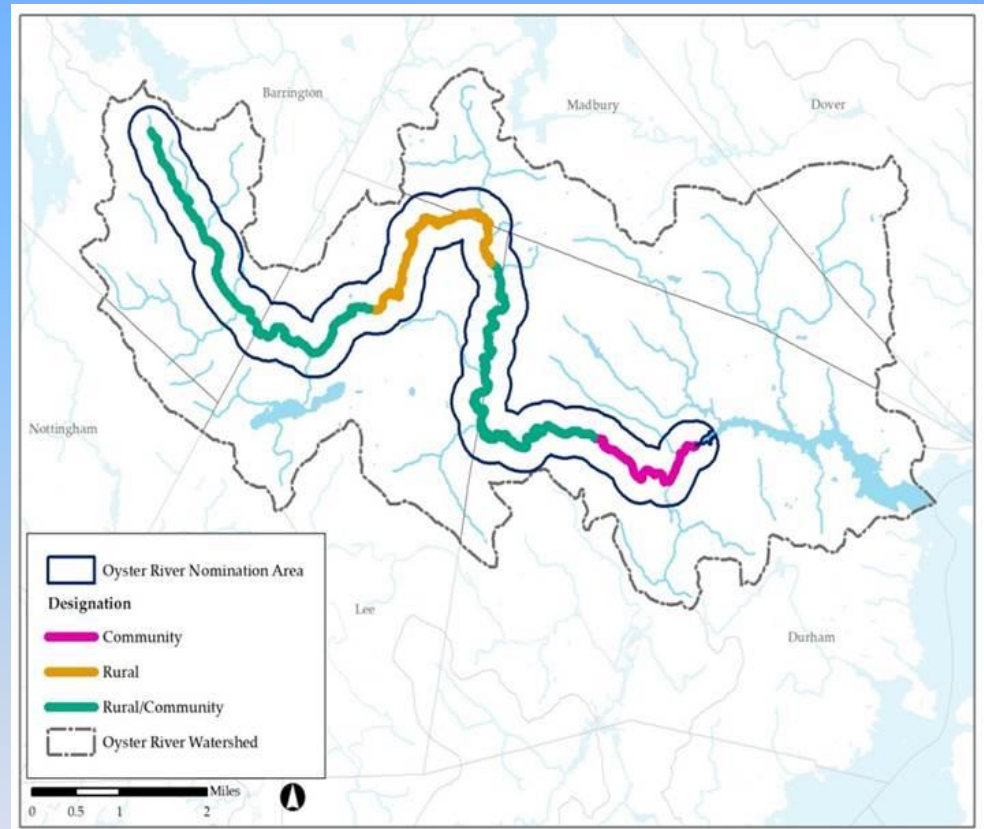 Barrington
Madbury
Dover
Nottingham
Lee
Durham
Oyster River Nomination Area
Designation
Community
Rural
Rural/Community
Oyster River Watershed
Miles
0 0.5 1 2